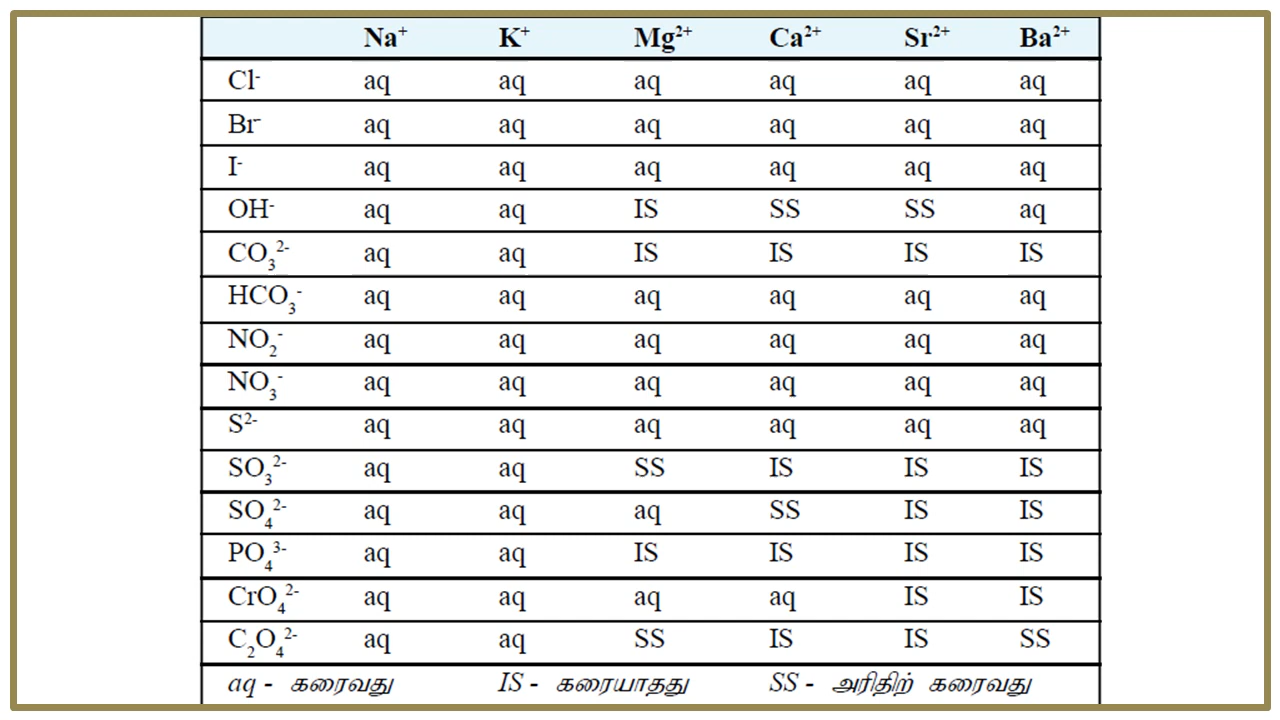 Na⁺ K⁺ Mg²⁺ Ca²⁺ Sr²⁺ Ba²⁺
Cl⁻ aq aq aq aq aq aq
Br⁻ aq aq aq aq aq aq
I⁻ aq aq aq aq aq aq
OH⁻ aq aq IS SS SS aq
CO₃²⁻ aq aq IS IS IS IS
HCO₃⁻ aq aq aq aq aq aq
NO₂⁻ aq aq aq aq aq aq
NO₃⁻ aq aq aq aq aq aq
S²⁻ aq aq aq aq aq aq
SO₃²⁻ aq aq SS IS IS IS
SO₄²⁻ aq aq aq SS IS IS
PO₄³⁻ aq aq IS IS IS IS
CrO₄²⁻ aq aq aq aq IS IS
C₂O₄²⁻ aq aq SS IS IS SS
aq - கரைவது IS - கரையாதது SS - அரிதிற் கரைவது